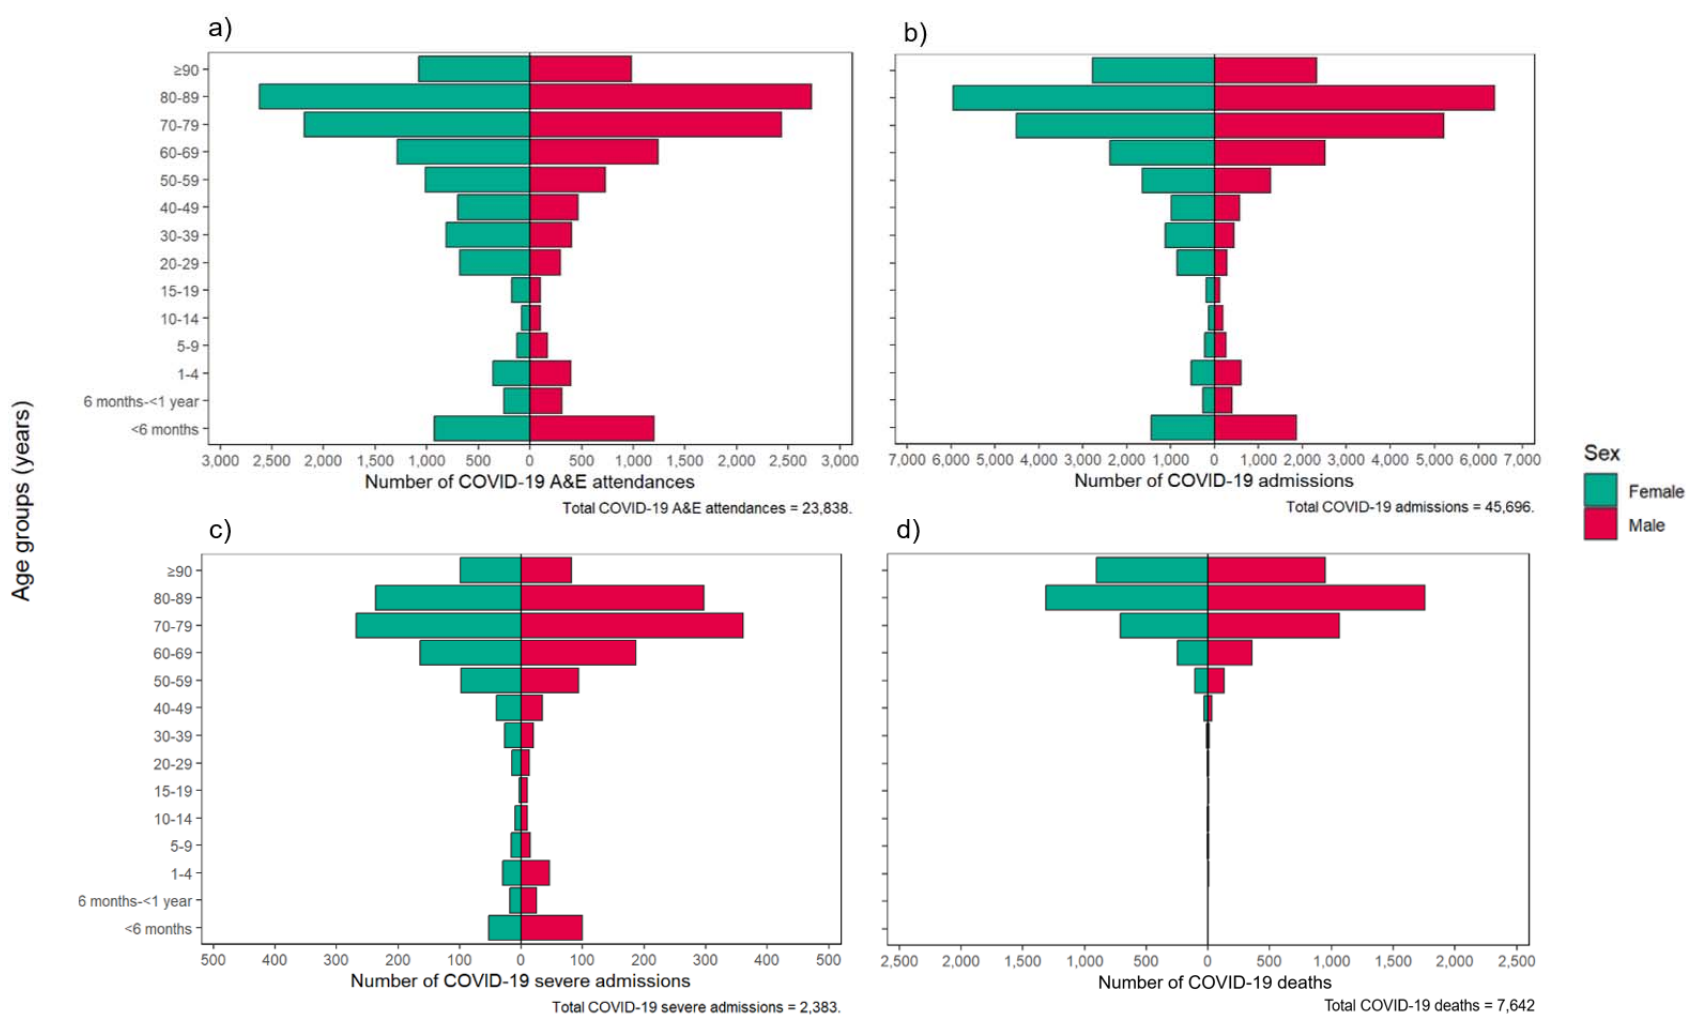 a)
b)
≥90
80-89
70-79
60-69
50-59
40-49
30-39
20-29
15-19
10-14
5-9
1-4
6 months-<1 year
<6 months
3,000 2,500 2,000 1,500 1,000 500 0 500 1,000 1,500 2,000 2,500 3,000
Number of COVID-19 A&E attendances
Total COVID-19 A&E attendances = 23,838.
7,000 6,000 5,000 4,000 3,000 2,000 1,000 0 1,000 2,000 3,000 4,000 5,000 6,000 7,000
Number of COVID-19 admissions
Total COVID-19 admissions = 45,696.
Age groups (years)
Sex
Female
Male
c)
d)
≥90
80-89
70-79
60-69
50-59
40-49
30-39
20-29
15-19
10-14
5-9
1-4
6 months-<1 year
<6 months
500 400 300 200 100 0 100 200 300 400 500
Number of COVID-19 severe admissions
Total COVID-19 severe admissions = 2,383.
2,500 2,000 1,500 1,000 500 0 500 1,000 1,500 2,000 2,500
Number of COVID-19 deaths
Total COVID-19 deaths = 7,642